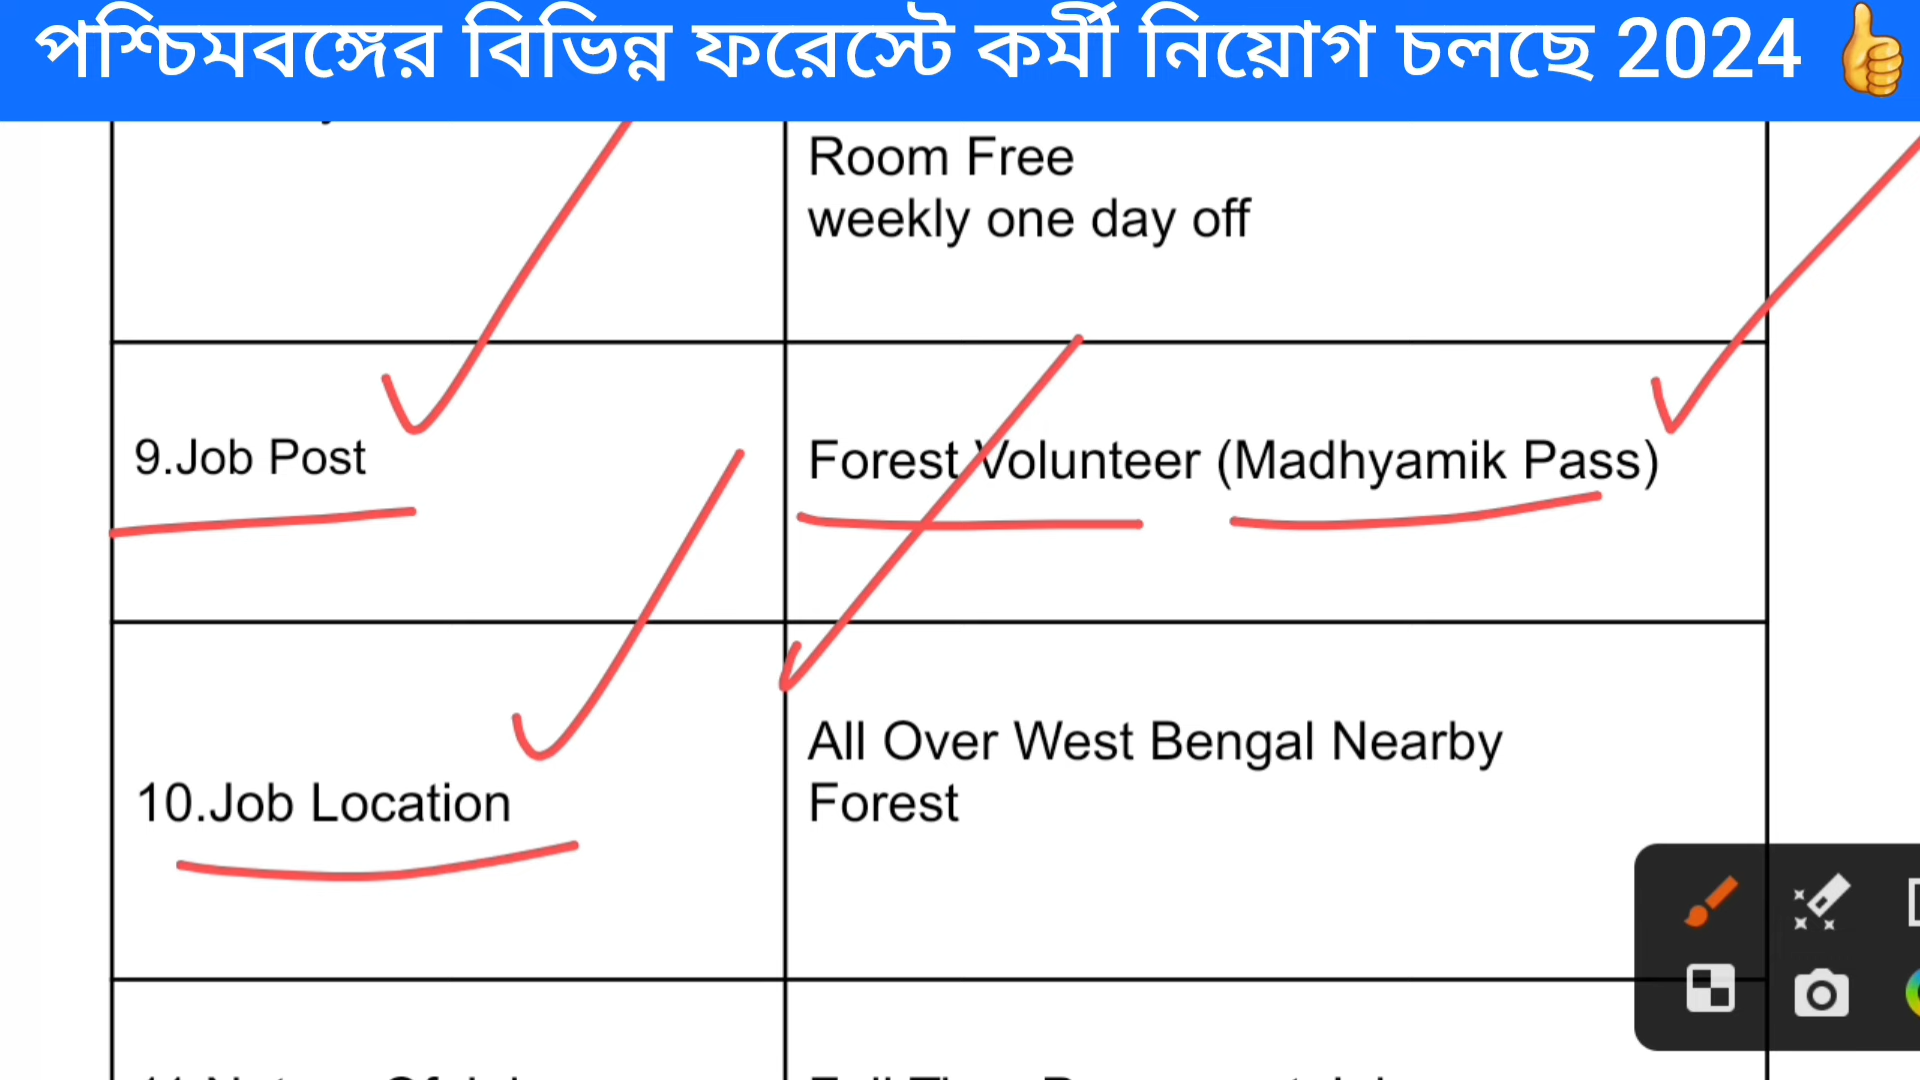 পশ্চিমবঙ্গের বিভিন্ন ফরেস্টে কর্মী নিয়োগ চলছে 2024 👍
Room Free
weekly one day off
9.Job Post
Forest Volunteer (Madhyamik Pass)
10.Job Location
All Over West Bengal Nearby
Forest